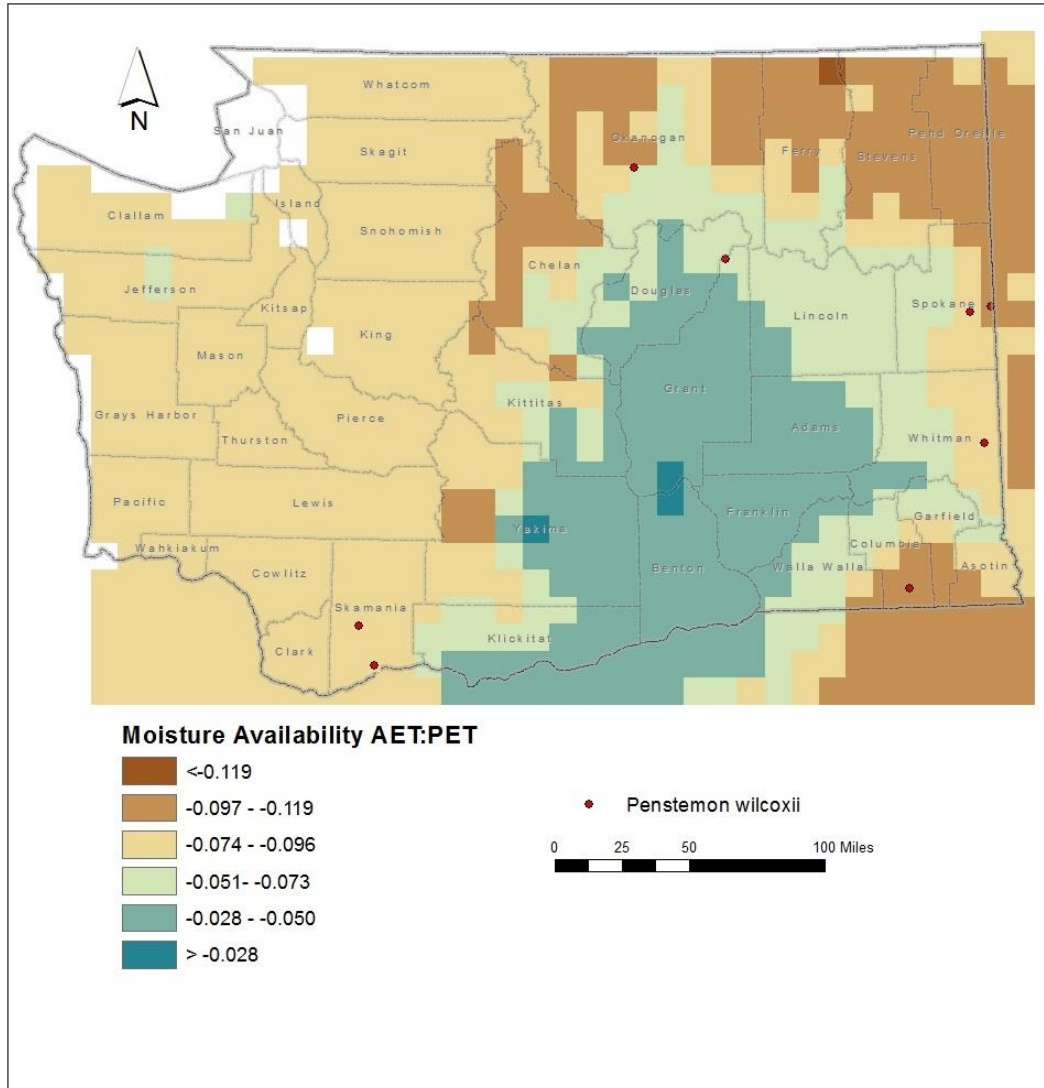 N
Whatcom
San Juan
Skagit
Okanogan
Pend Oreille
Ferry
Stevens
Island
Clallam
Snohomish
Chelan
Jefferson
Kitsap
Douglas
Spokane
Lincoln
King
Mason
Grant
Kittitas
Grays Harbor
Pierce
Adams
Thurston
Whitman
Pacific
Lewis
Yakima
Franklin
Garfield
Wahkiakum
Columbia
Cowlitz
Benton
Walla Walla
Asotin
Skamania
Klickitat
Clark
Moisture Availability AET:PET
<-0.119
-0.097 - -0.119
-0.074 - -0.096
-0.051- -0.073
-0.028 - -0.050
> -0.028
Penstemon wilcoxii
0 25 50 100 Miles